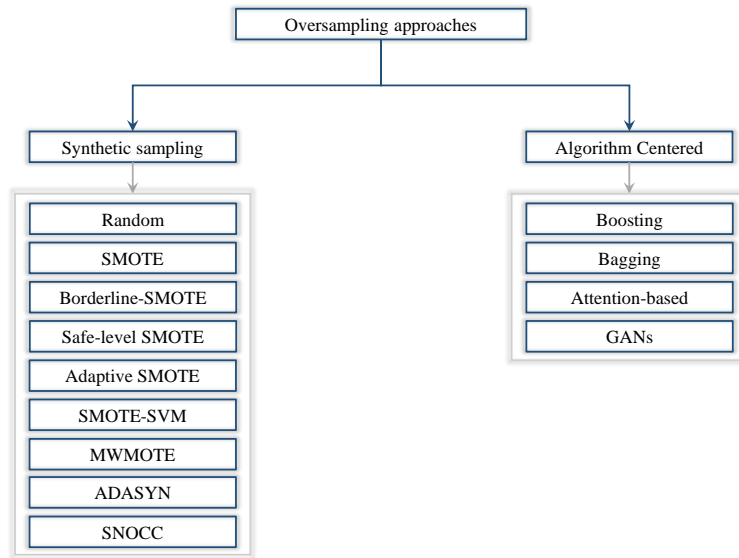 Oversampling approaches
Synthetic sampling
Algorithm Centered
Random
SMOTE
Borderline-SMOTE
Safe-level SMOTE
Adaptive SMOTE
SMOTE-SVM
MWMOTE
ADASYN
SNOCC
Boosting
Bagging
Attention-based
GANs